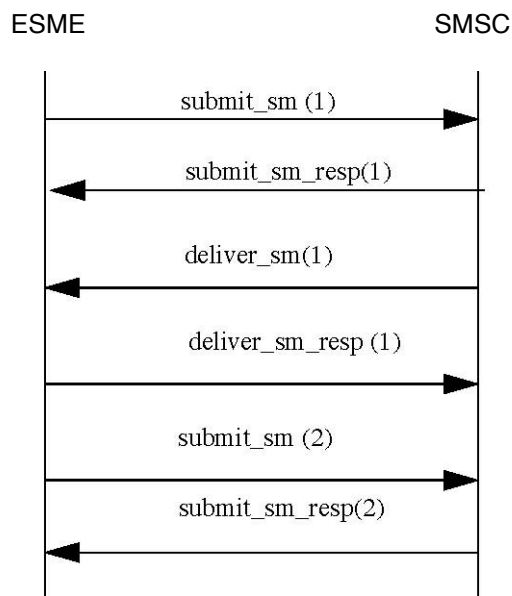 ESME SMSC
submit_sm (1)
submit_sm_resp(1)
deliver_sm(1)
deliver_sm_resp (1)
submit_sm (2)
submit_sm_resp(2)